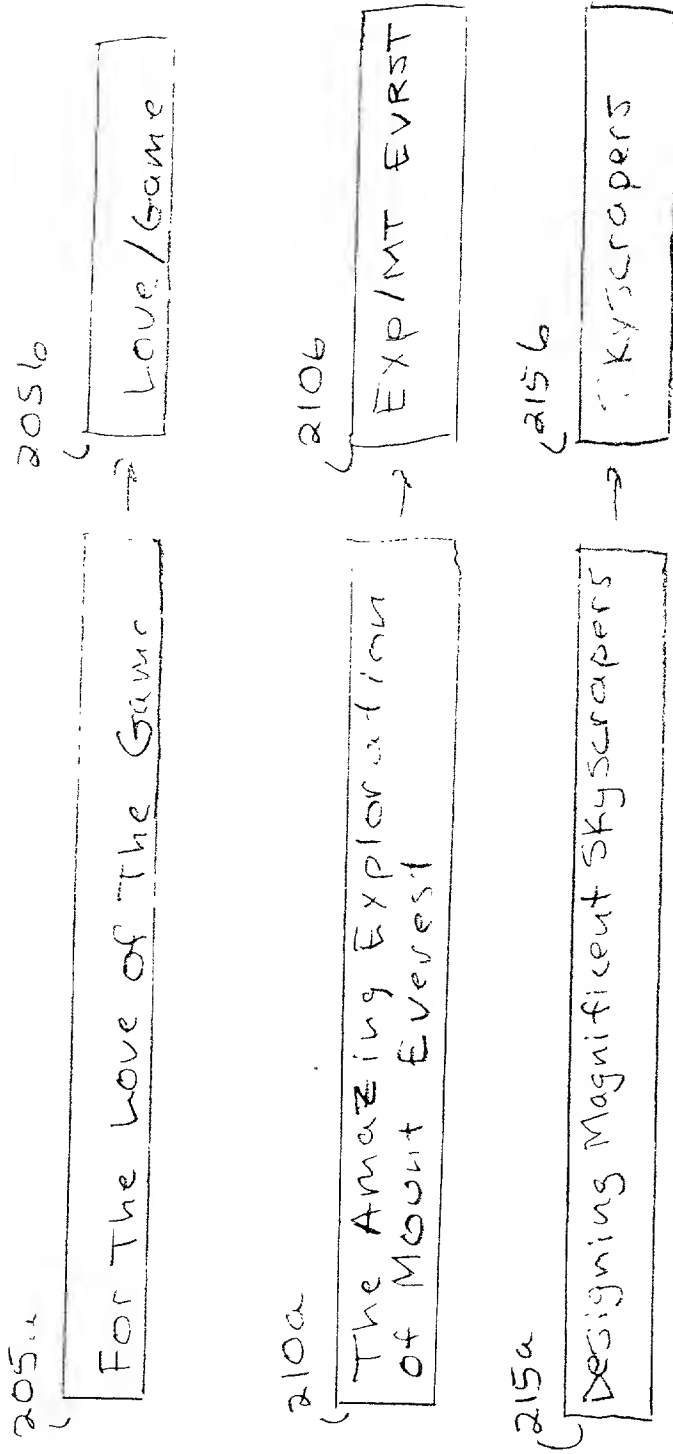 205a
205b
For The Love of The Game
→
Love/Game
210a
210b
The Amazing Exploration
of Mount Everest
→
Exp/MT EVRST
215a
215b
Designing Magnificent Skyscrapers
→
Skyscrapers